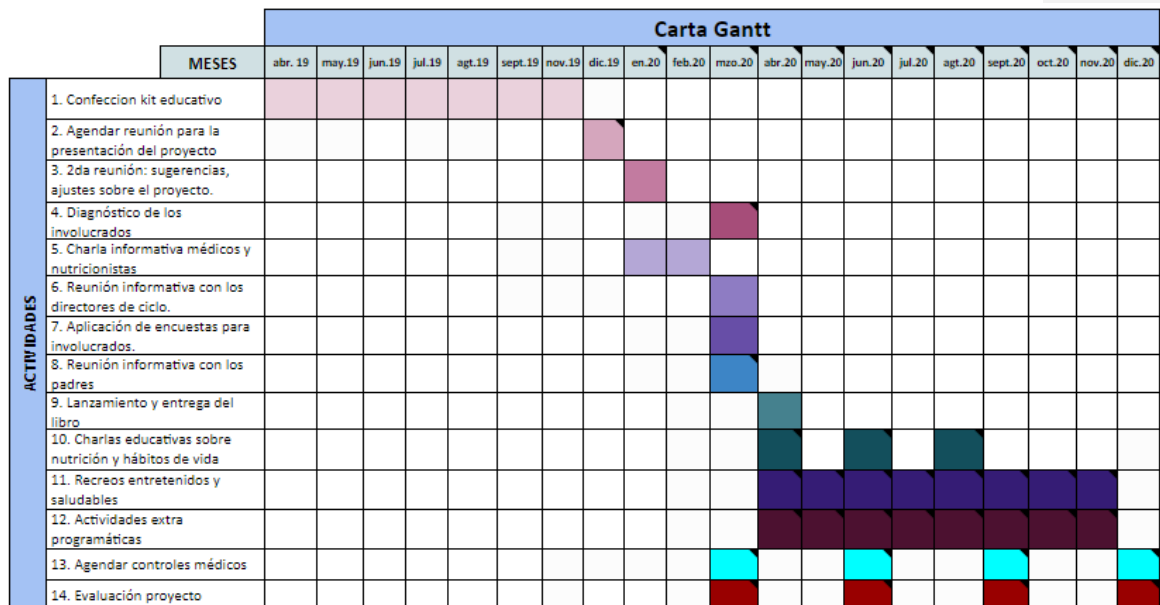 Carta Gantt
MESES
abr. 19
may.19
jun.19
jul.19
agt.19
sept.19
nov.19
dic.19
en.20
feb.20
mzo.20
abr.20
may.20
jun.20
jul.20
agt.20
sept.20
oct.20
nov.20
dic.20
ACTIVIDADES
1. Confeccion kit educativo
2. Agendar reunión para la
presentación del proyecto
3. 2da reunión: sugerencias,
ajustes sobre el proyecto.
4. Diagnóstico de los
involucrados
5. Charla informativa médicos y
nutricionistas
6. Reunión informativa con los
directores de ciclo.
7. Aplicación de encuestas para
involucrados.
8. Reunión informativa con los
padres
9. Lanzamiento y entrega del
libro
10. Charlas educativas sobre
nutrición y hábitos de vida
11. Recreos entretenidos y
saludables
12. Actividades extra
programáticas
13. Agendar controles médicos
14. Evaluación proyecto